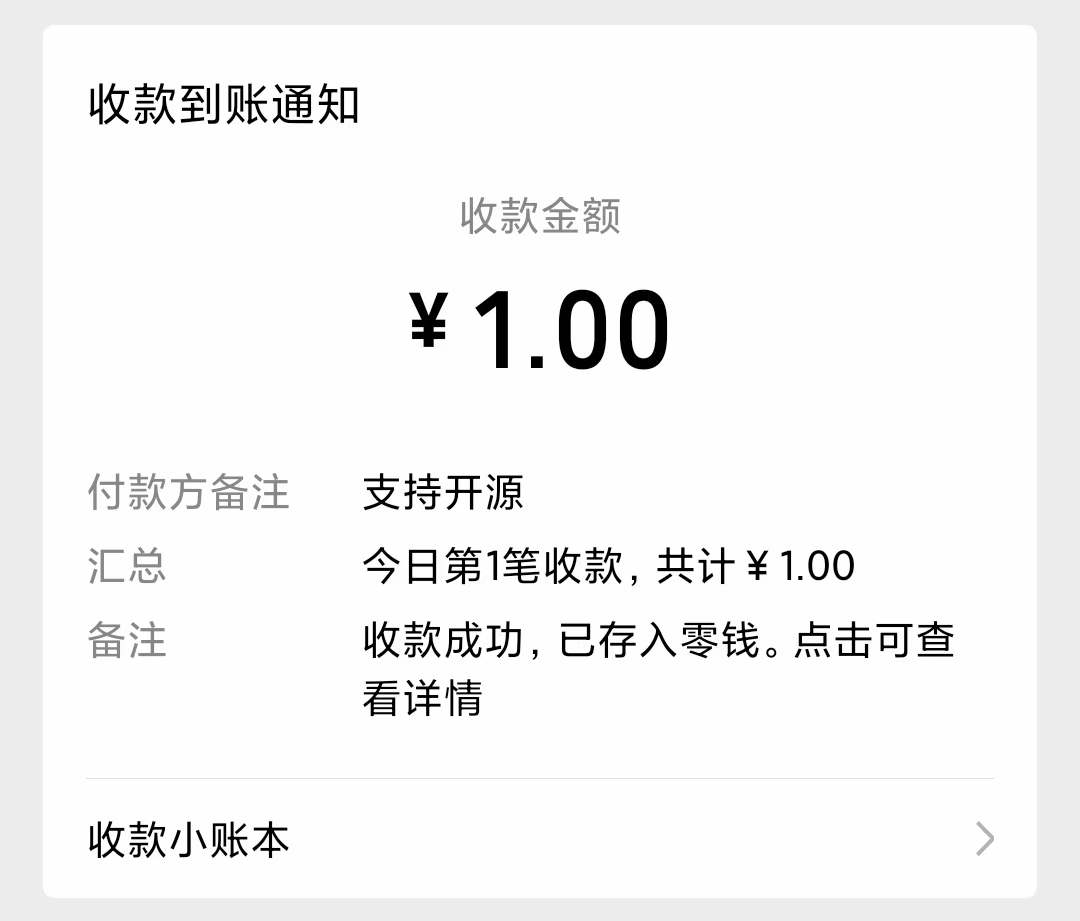 收款到账通知
收款金额
¥1.00
付款方备注 支持开源
汇总 今日第1笔收款，共计¥1.00
备注 收款成功，已存入零钱。点击可查
看详情
收款小账本